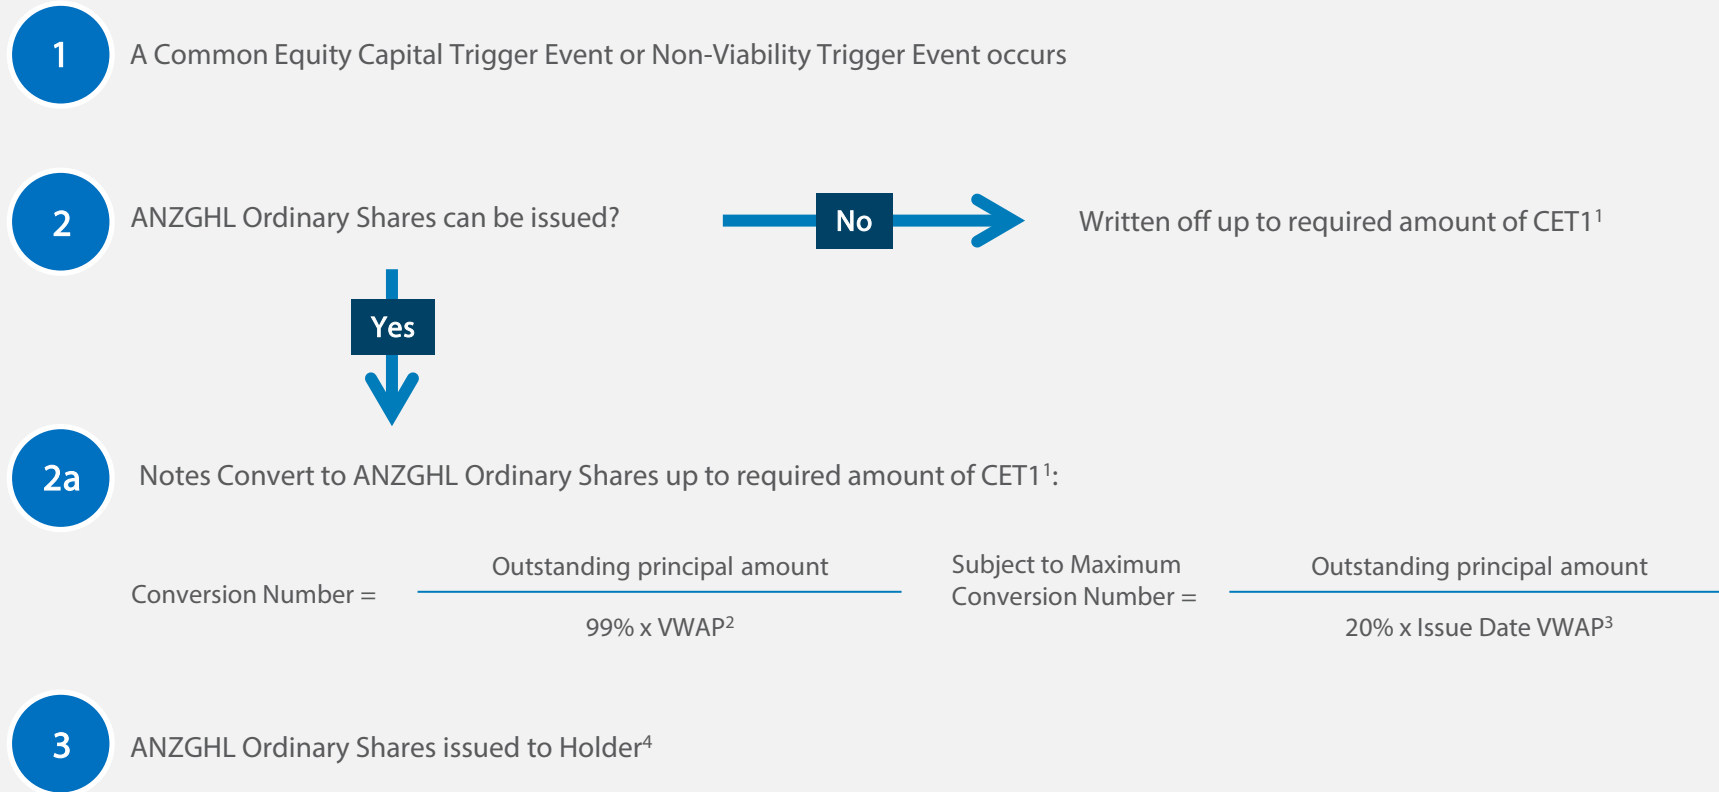 1
A Common Equity Capital Trigger Event or Non-Viability Trigger Event occurs
2
ANZGHL Ordinary Shares can be issued?
No
Written off up to required amount of CET1¹
Yes
2a
Notes Convert to ANZGHL Ordinary Shares up to required amount of CET1¹:
Conversion Number =
Outstanding principal amount
99% x VWAP²
Subject to Maximum
Conversion Number =
Outstanding principal amount
20% x Issue Date VWAP³
3
ANZGHL Ordinary Shares issued to Holder⁴